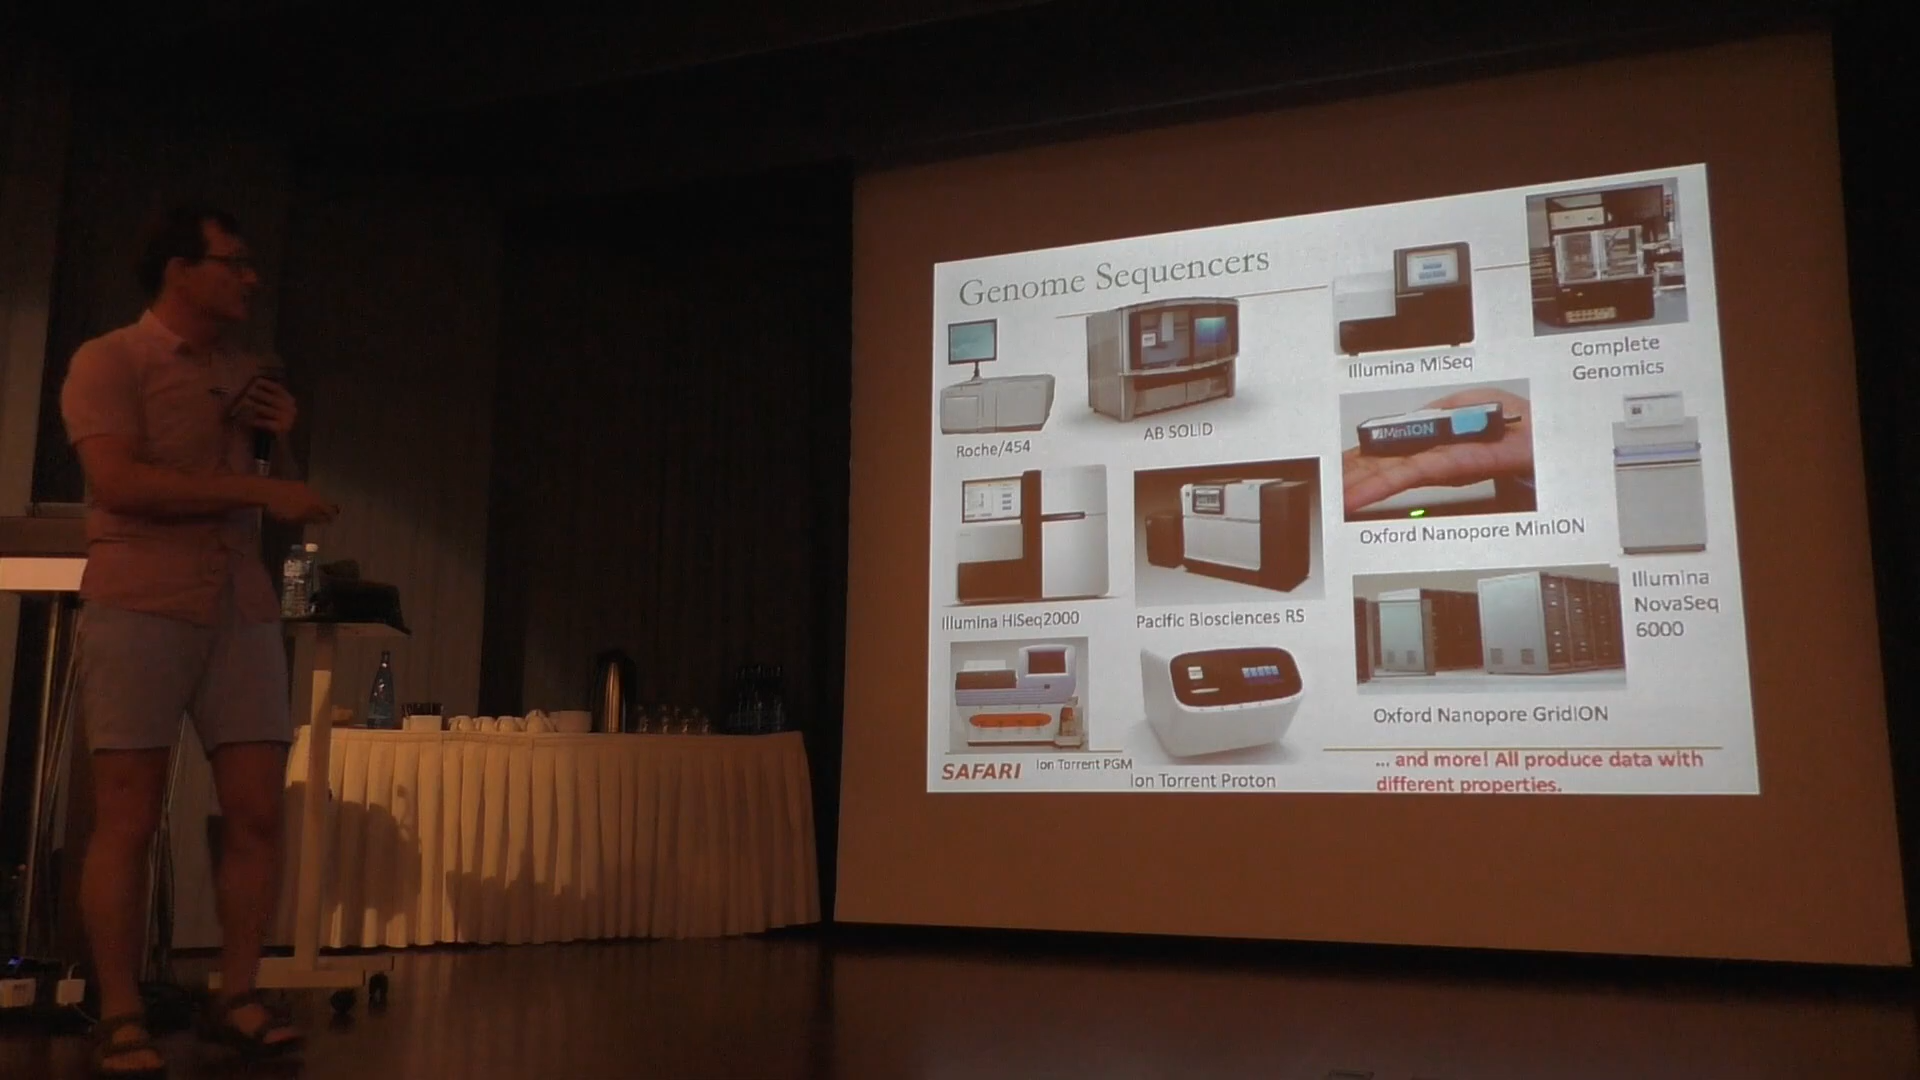 Genome Sequencers
Roche/454
AB SOLiD
Illumina MiSeq
Complete
Genomics
MinION
Oxford Nanopore MinION
Illumina HiSeq2000
Pacific Biosciences RS
Illumina
NovaSeq
6000
Oxford Nanopore GridION
Ion Torrent PGM
Ion Torrent Proton
... and more! All produce data with
different properties.
SAFARI